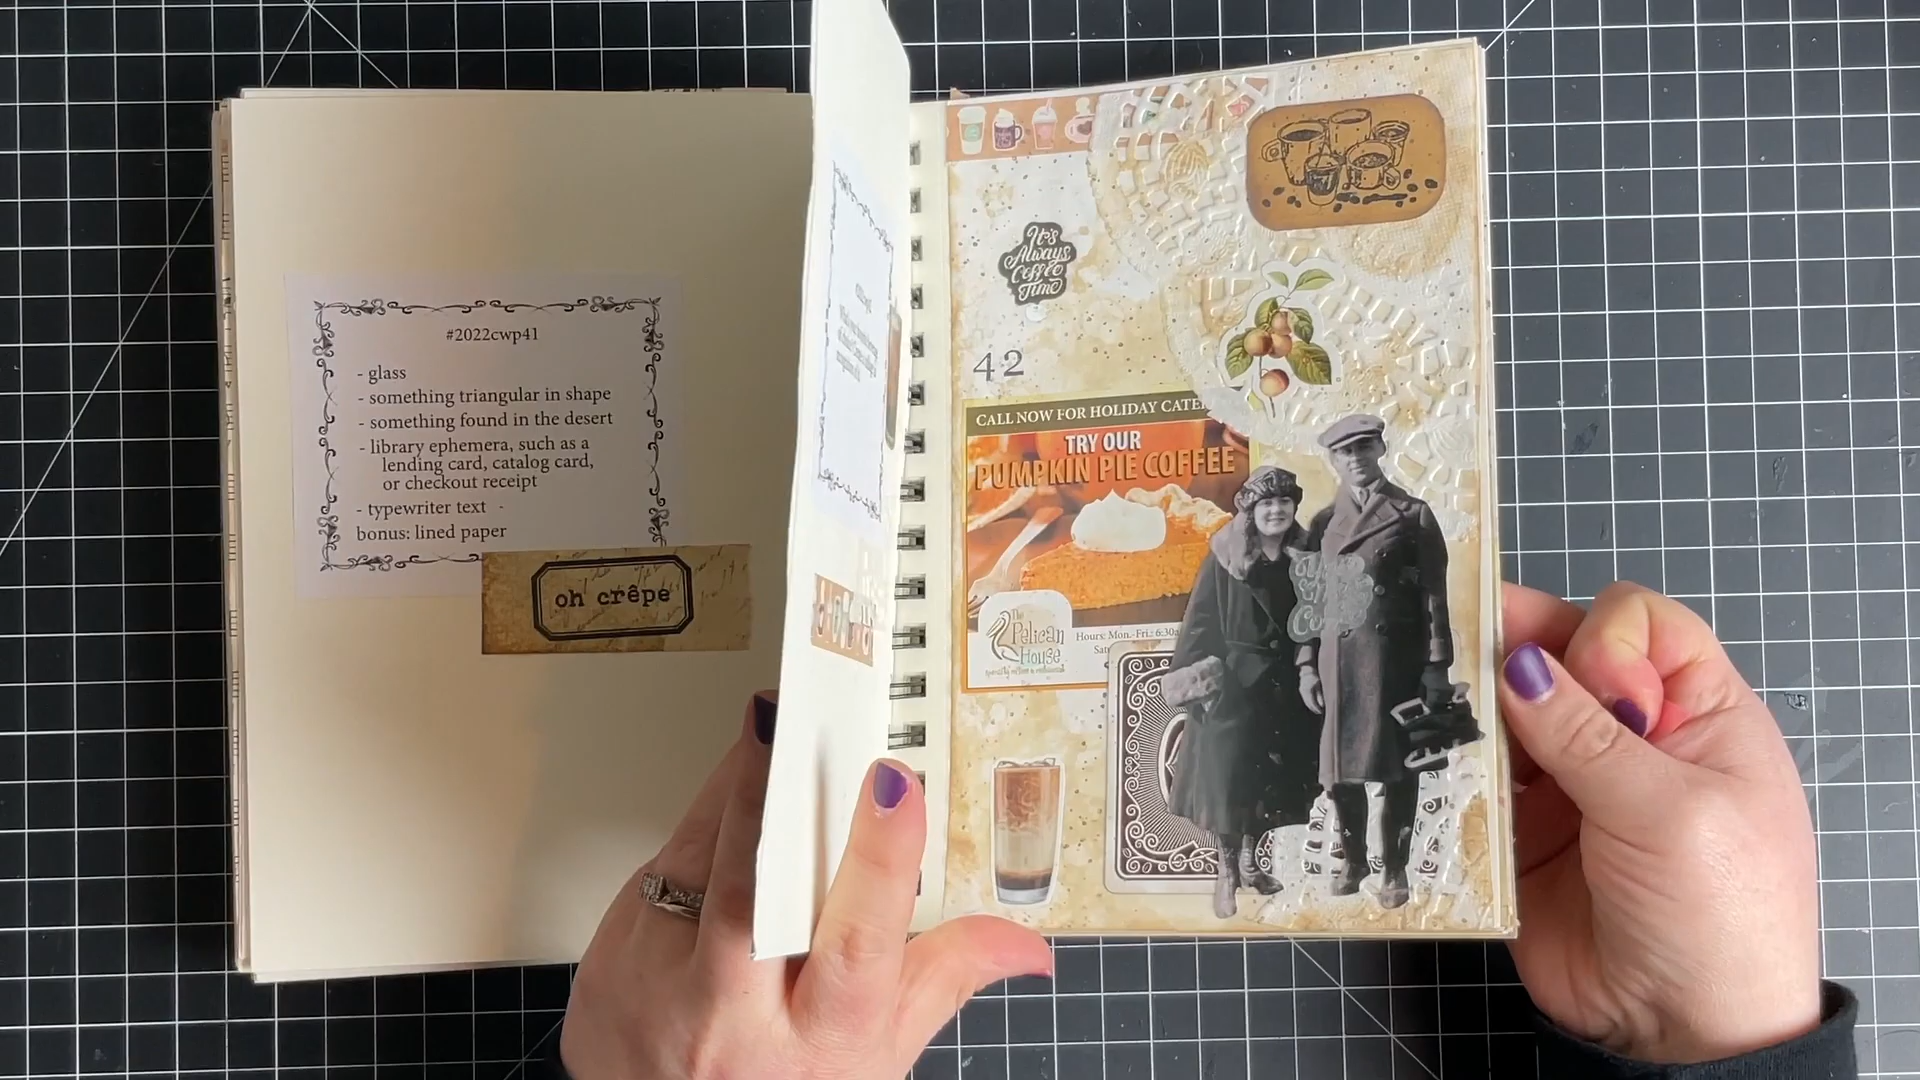 #2022cwp41
- glass
- something triangular in shape
- something found in the desert
- library ephemera, such as a
lending card, catalog card,
or checkout receipt
- typewriter text -
bonus: lined paper
oh crêpe
It's
Always
Coffee
Time
42
CALL NOW FOR HOLIDAY CATE
TRY OUR
PUMPKIN PIE COFFEE
The
Pelican
House
Hours: Mon.-Fri.: 6:30a